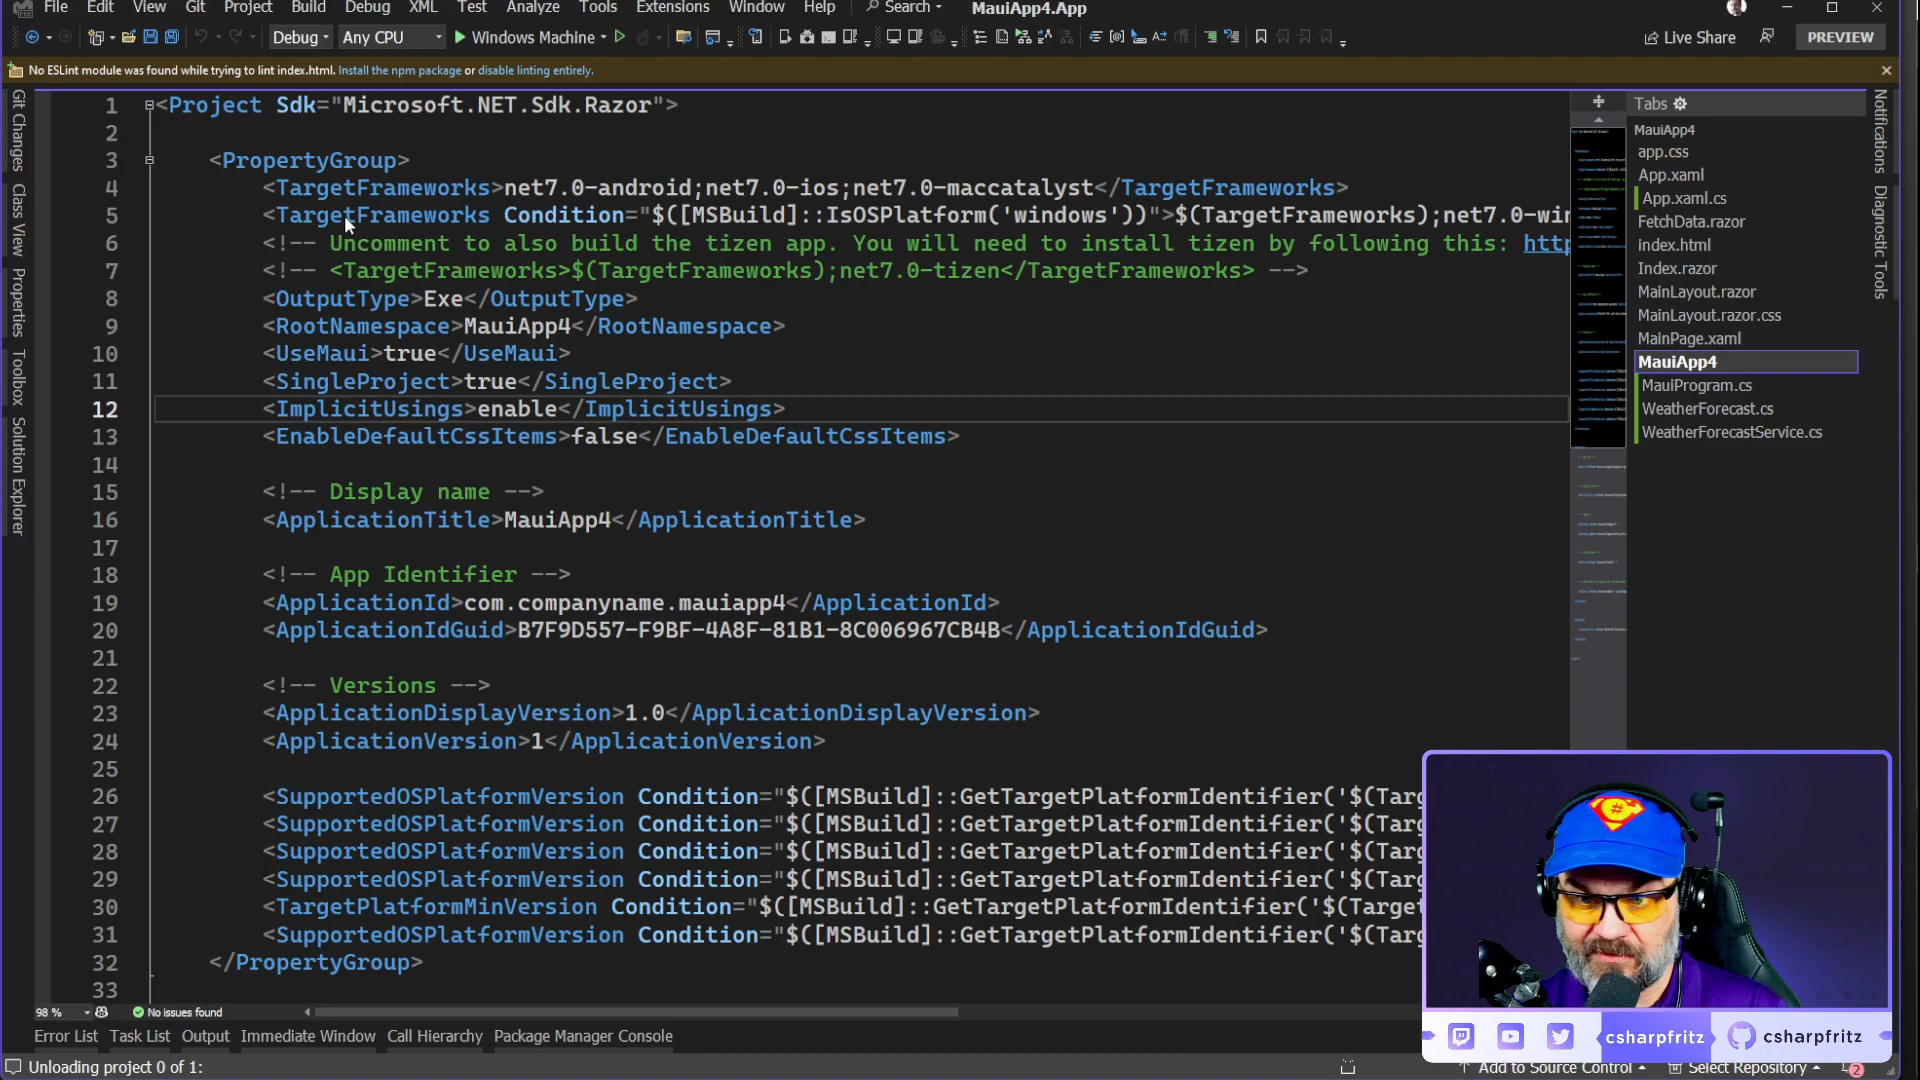 File Edit View Git Project Build Debug XML Test Analyze Tools Extensions Window Help Search MauiApp4.App
Debug Any CPU Windows Machine Live Share PREVIEW
No ESLint module was found while trying to lint index.html. Install the npm package or disable linting entirely.
Git Changes
Class View
Properties
Toolbox
Solution Explorer
1 <Project Sdk="Microsoft.NET.Sdk.Razor">
2
3 <PropertyGroup>
4 <TargetFrameworks>net7.0-android;net7.0-ios;net7.0-maccatalyst</TargetFrameworks>
5 <TargetFrameworks Condition="$([MSBuild]::IsOSPlatform('windows'))">$(TargetFrameworks);net7.0-win
6 <!-- Uncomment to also build the tizen app. You will need to install tizen by following this: http
7 <!-- <TargetFrameworks>$(TargetFrameworks);net7.0-tizen</TargetFrameworks> -->
8 <OutputType>Exe</OutputType>
9 <RootNamespace>MauiApp4</RootNamespace>
10 <UseMaui>true</UseMaui>
11 <SingleProject>true</SingleProject>
12 <ImplicitUsings>enable</ImplicitUsings>
13 <EnableDefaultCssItems>false</EnableDefaultCssItems>
14
15 <!-- Display name -->
16 <ApplicationTitle>MauiApp4</ApplicationTitle>
17
18 <!-- App Identifier -->
19 <ApplicationId>com.companyname.mauiapp4</ApplicationId>
20 <ApplicationIdGuid>B7F9D557-F9BF-4A8F-81B1-8C006967CB4B</ApplicationIdGuid>
21
22 <!-- Versions -->
23 <ApplicationDisplayVersion>1.0</ApplicationDisplayVersion>
24 <ApplicationVersion>1</ApplicationVersion>
25
26 <SupportedOSPlatformVersion Condition="$([MSBuild]::GetTargetPlatformIdentifier('$(Targ
27 <SupportedOSPlatformVersion Condition="$([MSBuild]::GetTargetPlatformIdentifier('$(Targ
28 <SupportedOSPlatformVersion Condition="$([MSBuild]::GetTargetPlatformIdentifier('$(Targ
29 <SupportedOSPlatformVersion Condition="$([MSBuild]::GetTargetPlatformIdentifier('$(Targ
30 <TargetPlatformMinVersion Condition="$([MSBuild]::GetTargetPlatformIdentifier('$(Target
31 <SupportedOSPlatformVersion Condition="$([MSBuild]::GetTargetPlatformIdentifier('$(Targ
32 </PropertyGroup>
33
Tabs
MauiApp4
app.css
App.xaml
App.xaml.cs
FetchData.razor
index.html
Index.razor
MainLayout.razor
MainLayout.razor.css
MainPage.xaml
MauiApp4
MauiProgram.cs
WeatherForecast.cs
WeatherForecastService.cs
Notifications
Diagnostic Tools
98 % No issues found
Error List Task List Output Immediate Window Call Hierarchy Package Manager Console
csharpfritz csharpfritz
Unloading project 0 of 1: Add to Source Control Select Repository 2